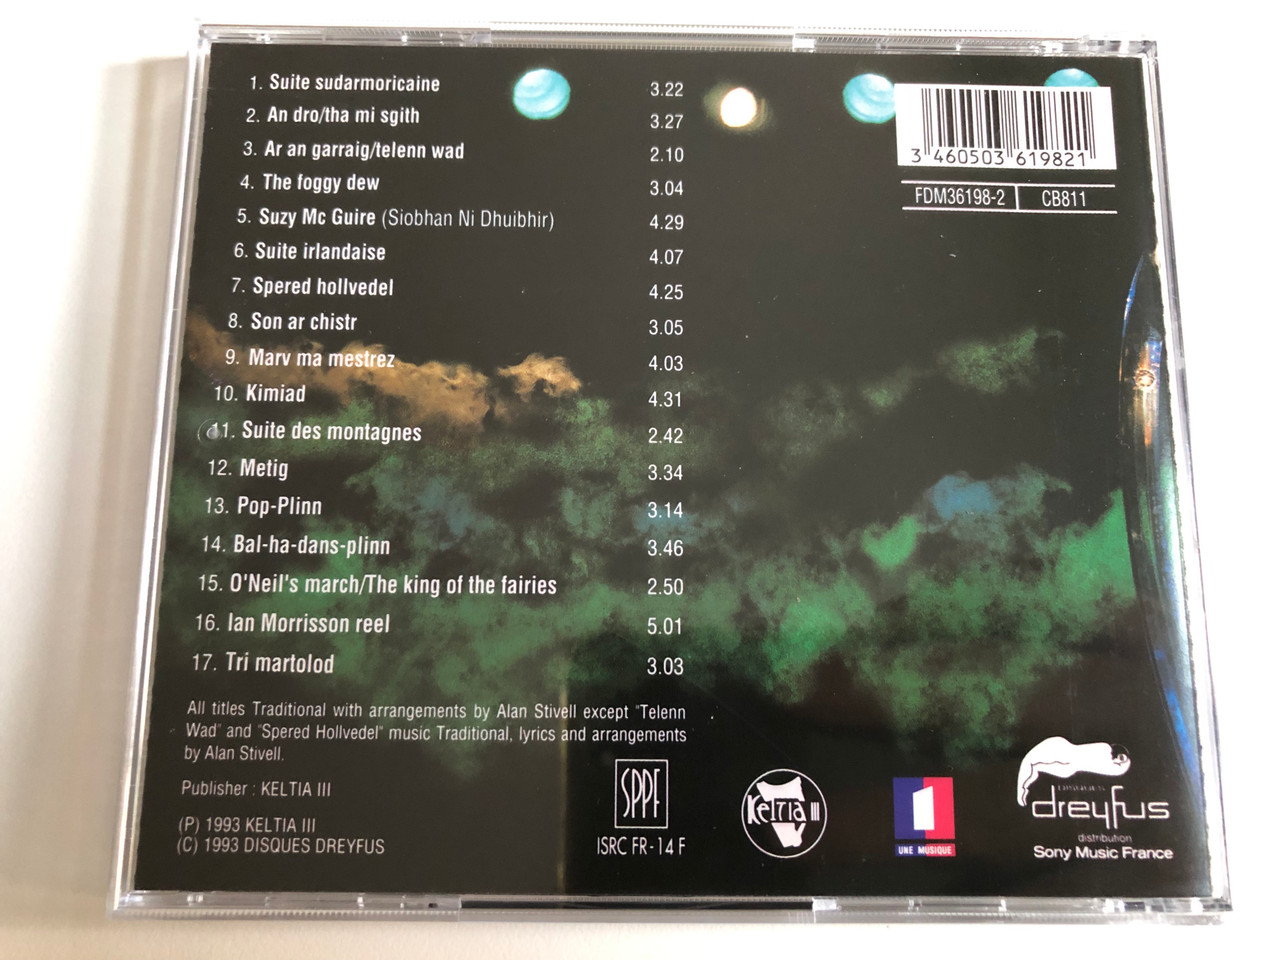 1. Suite sudarmoricaine 3.22
2. An dro/tha mi sgith 3.27
3. Ar an garraig/telenn wad 2.10
4. The foggy dew 3.04
5. Suzy Mc Guire (Siobhan Ni Dhuibhir) 4.29
6. Suite irlandaise 4.07
7. Spered hollvedel 4.25
8. Son ar chistr 3.05
9. Marv ma mestrez 4.03
10. Kimiad 4.31
11. Suite des montagnes 2.42
12. Metig 3.34
13. Pop-Plinn 3.14
14. Bal-ha-dans-plinn 3.46
15. O'Neil's march/The king of the fairies 2.50
16. Ian Morrisson reel 5.01
17. Tri martolod 3.03
3 460503 619821
FDM36198-2 CB811
All titles Traditional with arrangements by Alan Stivell except "Telenn
Wad" and "Spered Hollvedel" music Traditional, lyrics and arrangements
by Alan Stivell.
Publisher : KELTIA III
(P) 1993 KELTIA III
(C) 1993 DISQUES DREYFUS
SPPF
ISRC FR-14 F
KELTIA III
1
UNE MUSIQUE
DISQUES
dreyfus
distribution
Sony Music France